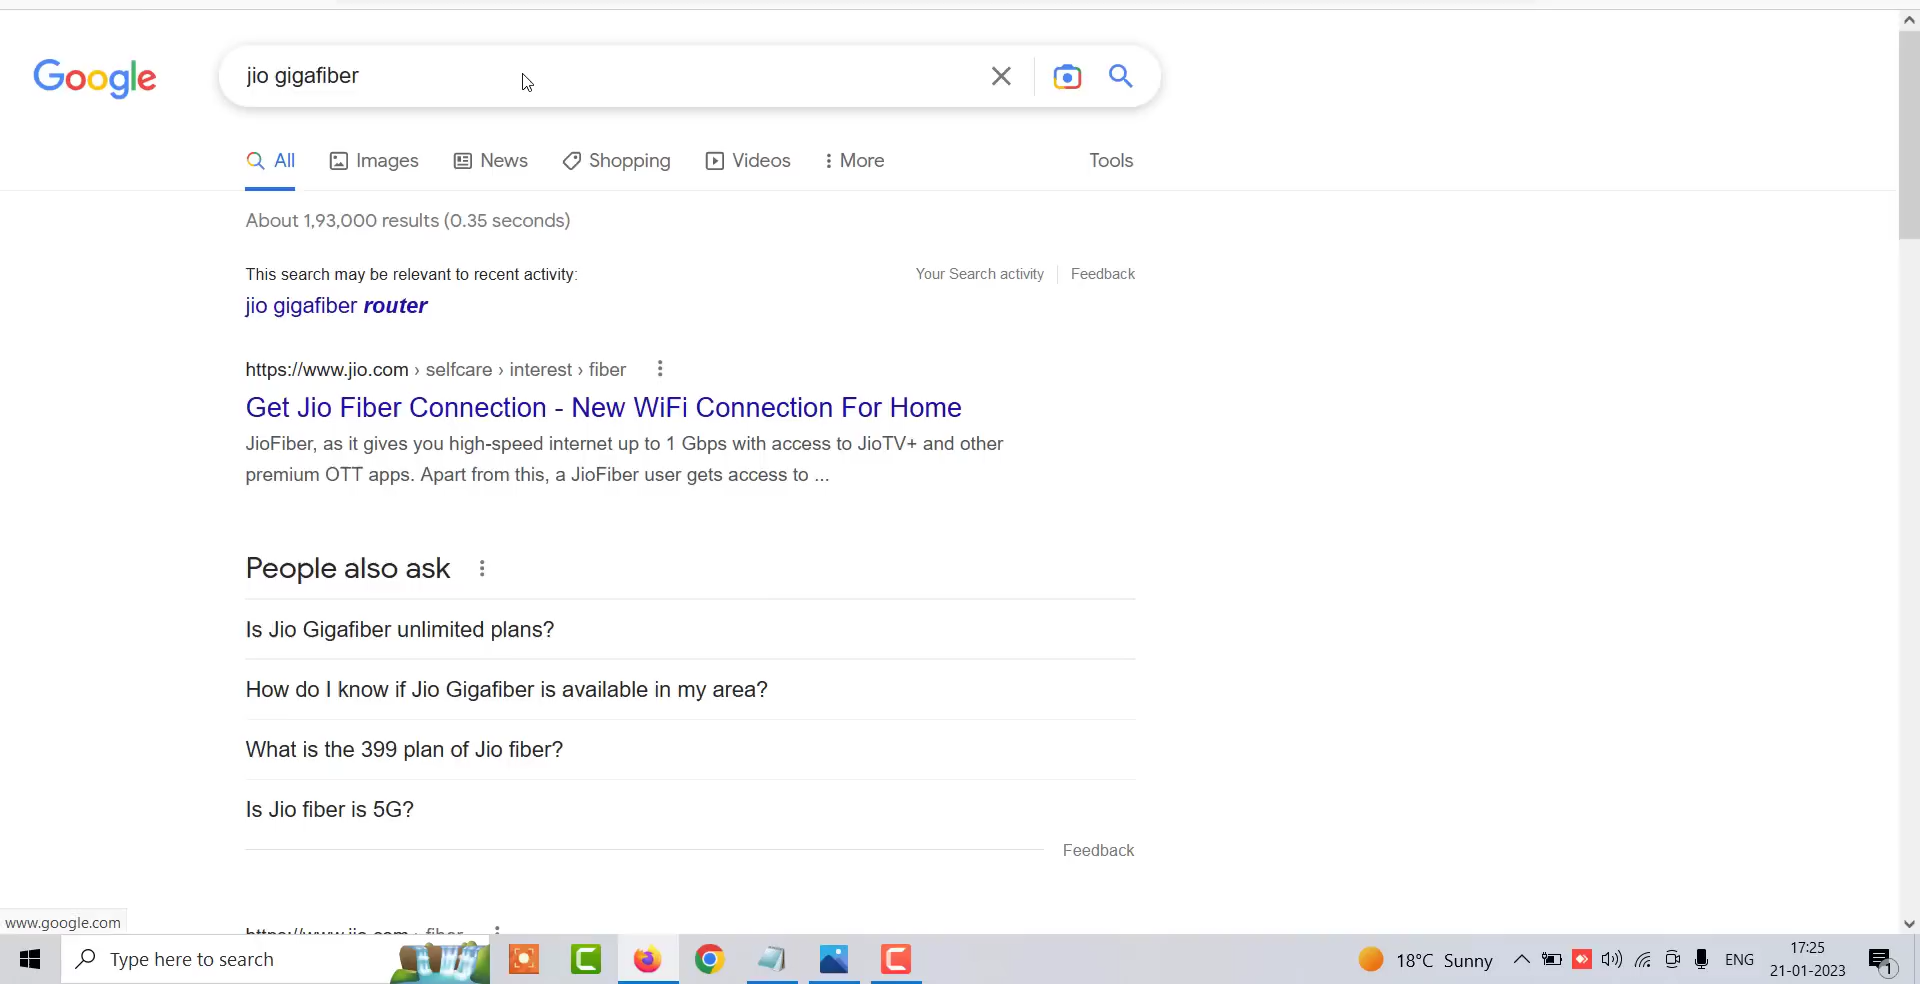 Google
jio gigafiber
All
Images
News
Shopping
Videos
More
Tools
About 1,93,000 results (0.35 seconds)
This search may be relevant to recent activity:
Your Search activity
Feedback
jio gigafiber router
https://www.jio.com › selfcare › interest › fiber
Get Jio Fiber Connection - New WiFi Connection For Home
JioFiber, as it gives you high-speed internet up to 1 Gbps with access to JioTV+ and other
premium OTT apps. Apart from this, a JioFiber user gets access to ...
People also ask
Is Jio Gigafiber unlimited plans?
How do I know if Jio Gigafiber is available in my area?
What is the 399 plan of Jio fiber?
Is Jio fiber is 5G?
Feedback
https://www.jio.com › fiber
www.google.com
Type here to search
18°C Sunny
ENG
17:25
21-01-2023
1